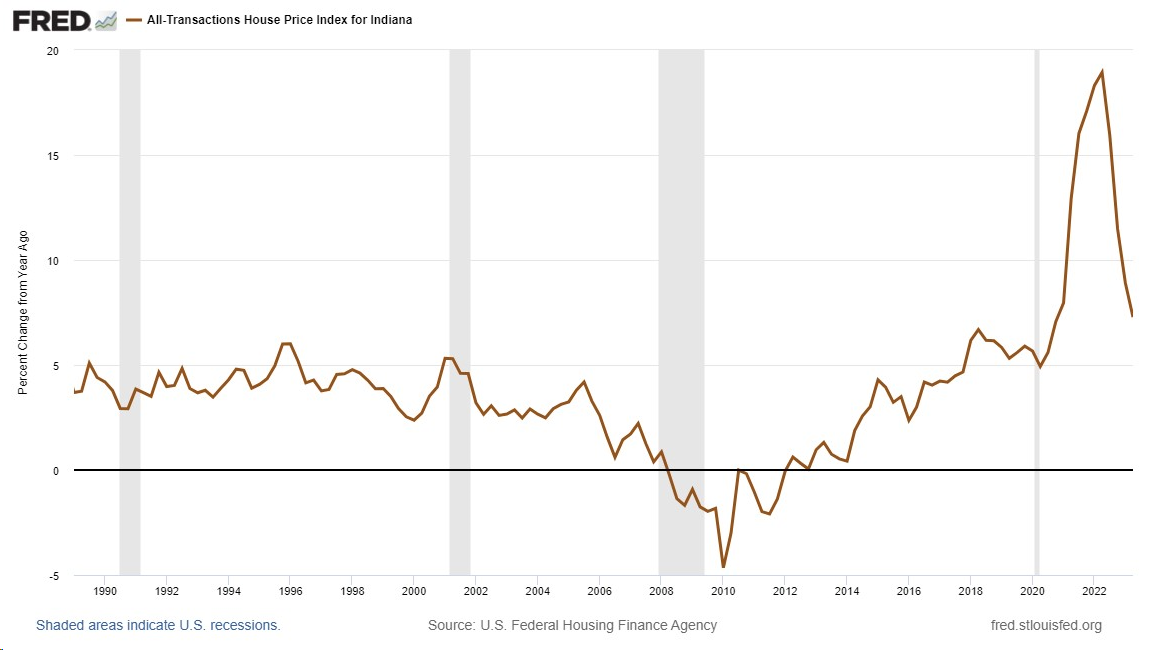 FRED
All-Transactions House Price Index for Indiana
20
15
10
5
0
-5
Percent Change from Year Ago
1990 1992 1994 1996 1998 2000 2002 2004 2006 2008 2010 2012 2014 2016 2018 2020 2022
Shaded areas indicate U.S. recessions. Source: U.S. Federal Housing Finance Agency fred.stlouisfed.org